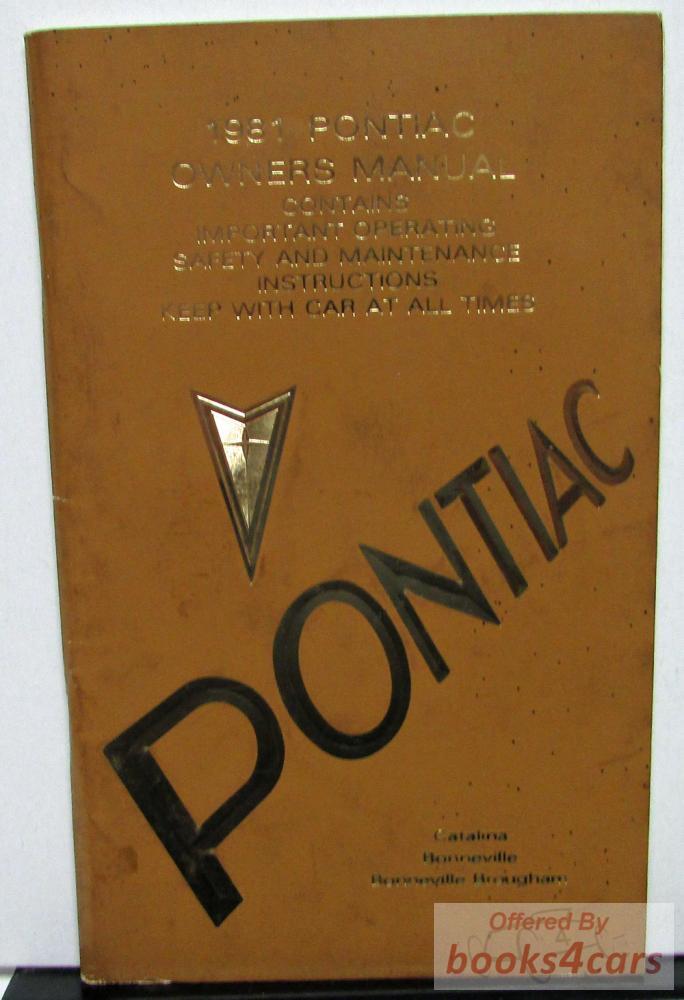 1981 PONTIAC
OWNERS MANUAL
CONTAINS
IMPORTANT OPERATING
SAFETY AND MAINTENANCE
INSTRUCTIONS
KEEP WITH CAR AT ALL TIMES
PONTIAC
Catalina
Bonneville
Bonneville Brougham
Offered By
books4cars